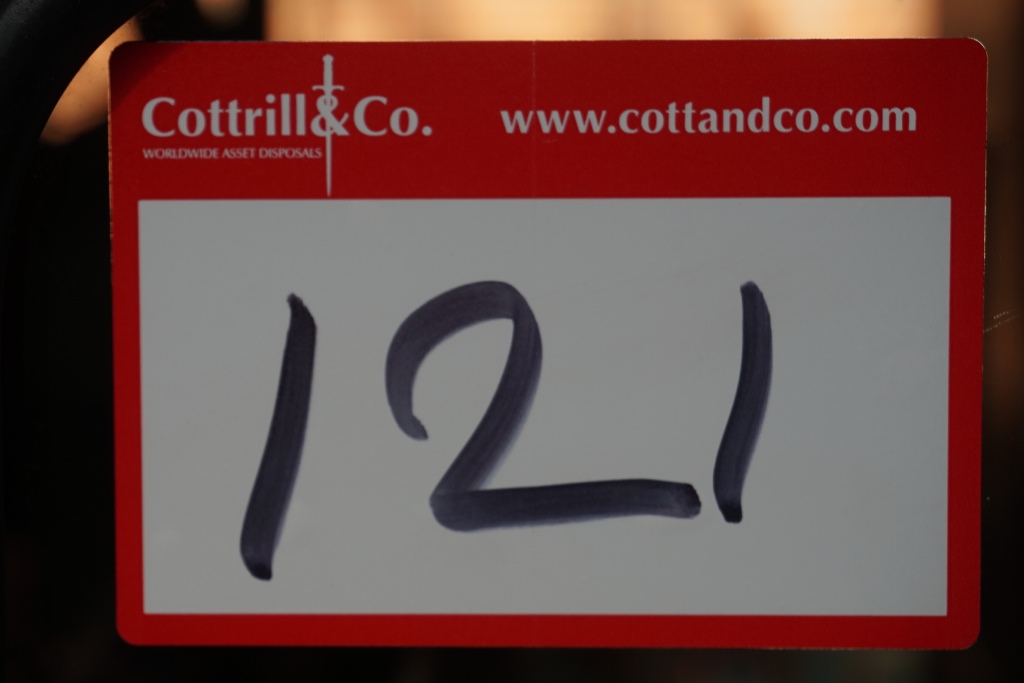 Cottrill&Co. www.cottandco.com
WORLDWIDE ASSET DISPOSALS
121